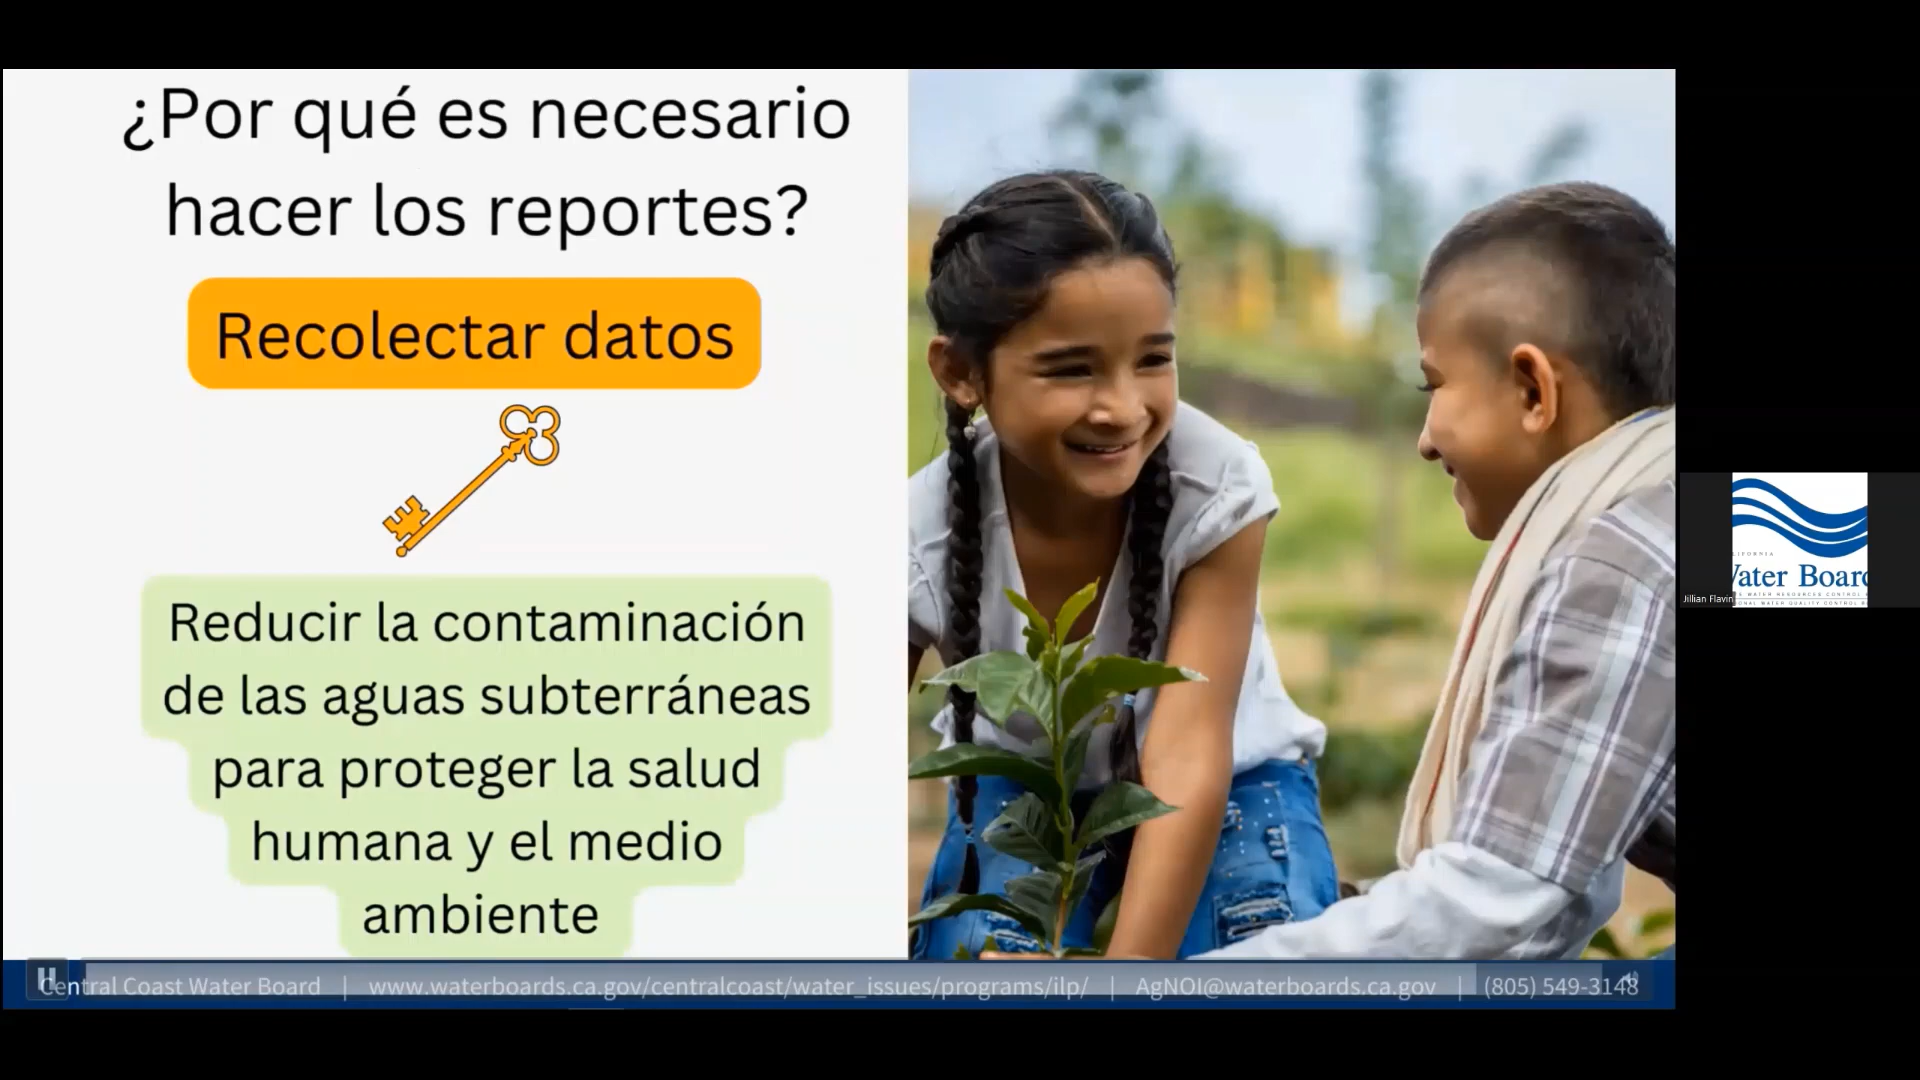 ¿Por qué es necesario
hacer los reportes?
Recolectar datos
Reducir la contaminación
de las aguas subterráneas
para proteger la salud
humana y el medio
ambiente
Central Coast Water Board | www.waterboards.ca.gov/centralcoast/water_issues/programs/ilp/ | AgNOI@waterboards.ca.gov | (805) 549-3148
Water Board
Jillian Flavin